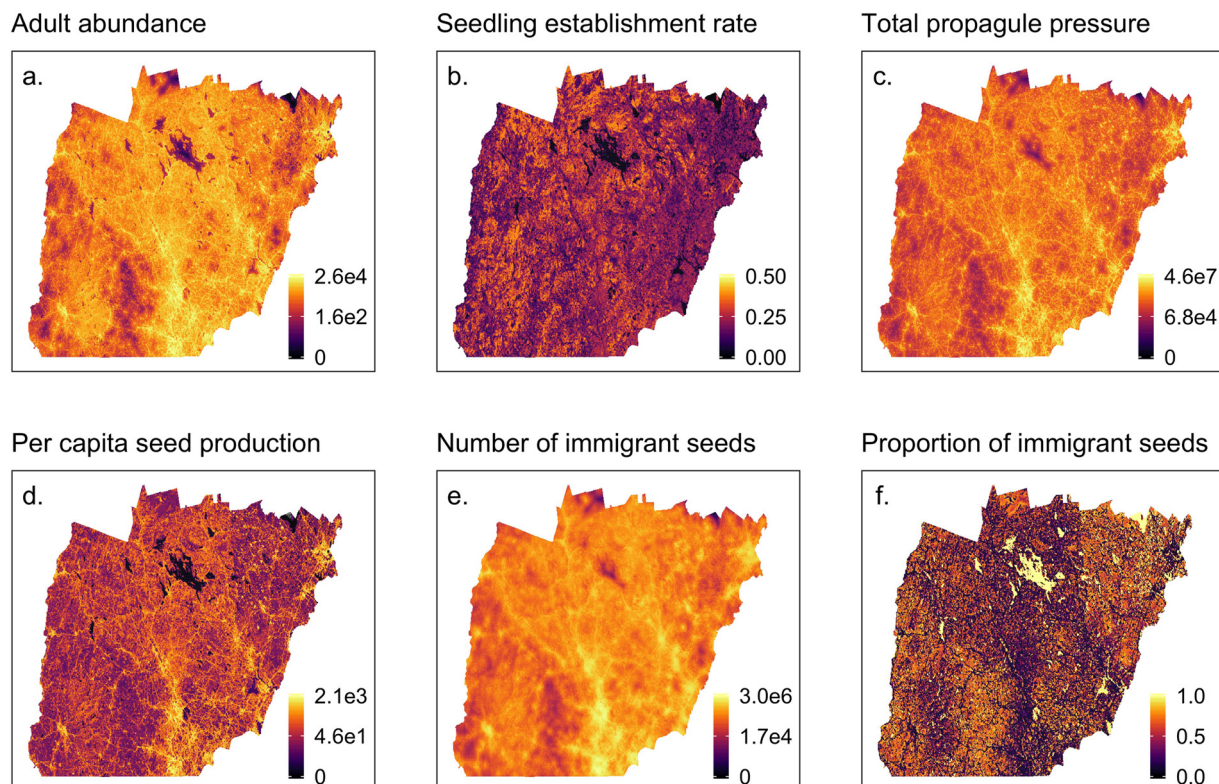 Adult abundance
a.
2.6e4
1.6e2
0
Seedling establishment rate
b.
0.50
0.25
0.00
Total propagule pressure
c.
4.6e7
6.8e4
0
Per capita seed production
d.
2.1e3
4.6e1
0
Number of immigrant seeds
e.
3.0e6
1.7e4
0
Proportion of immigrant seeds
f.
1.0
0.5
0.0